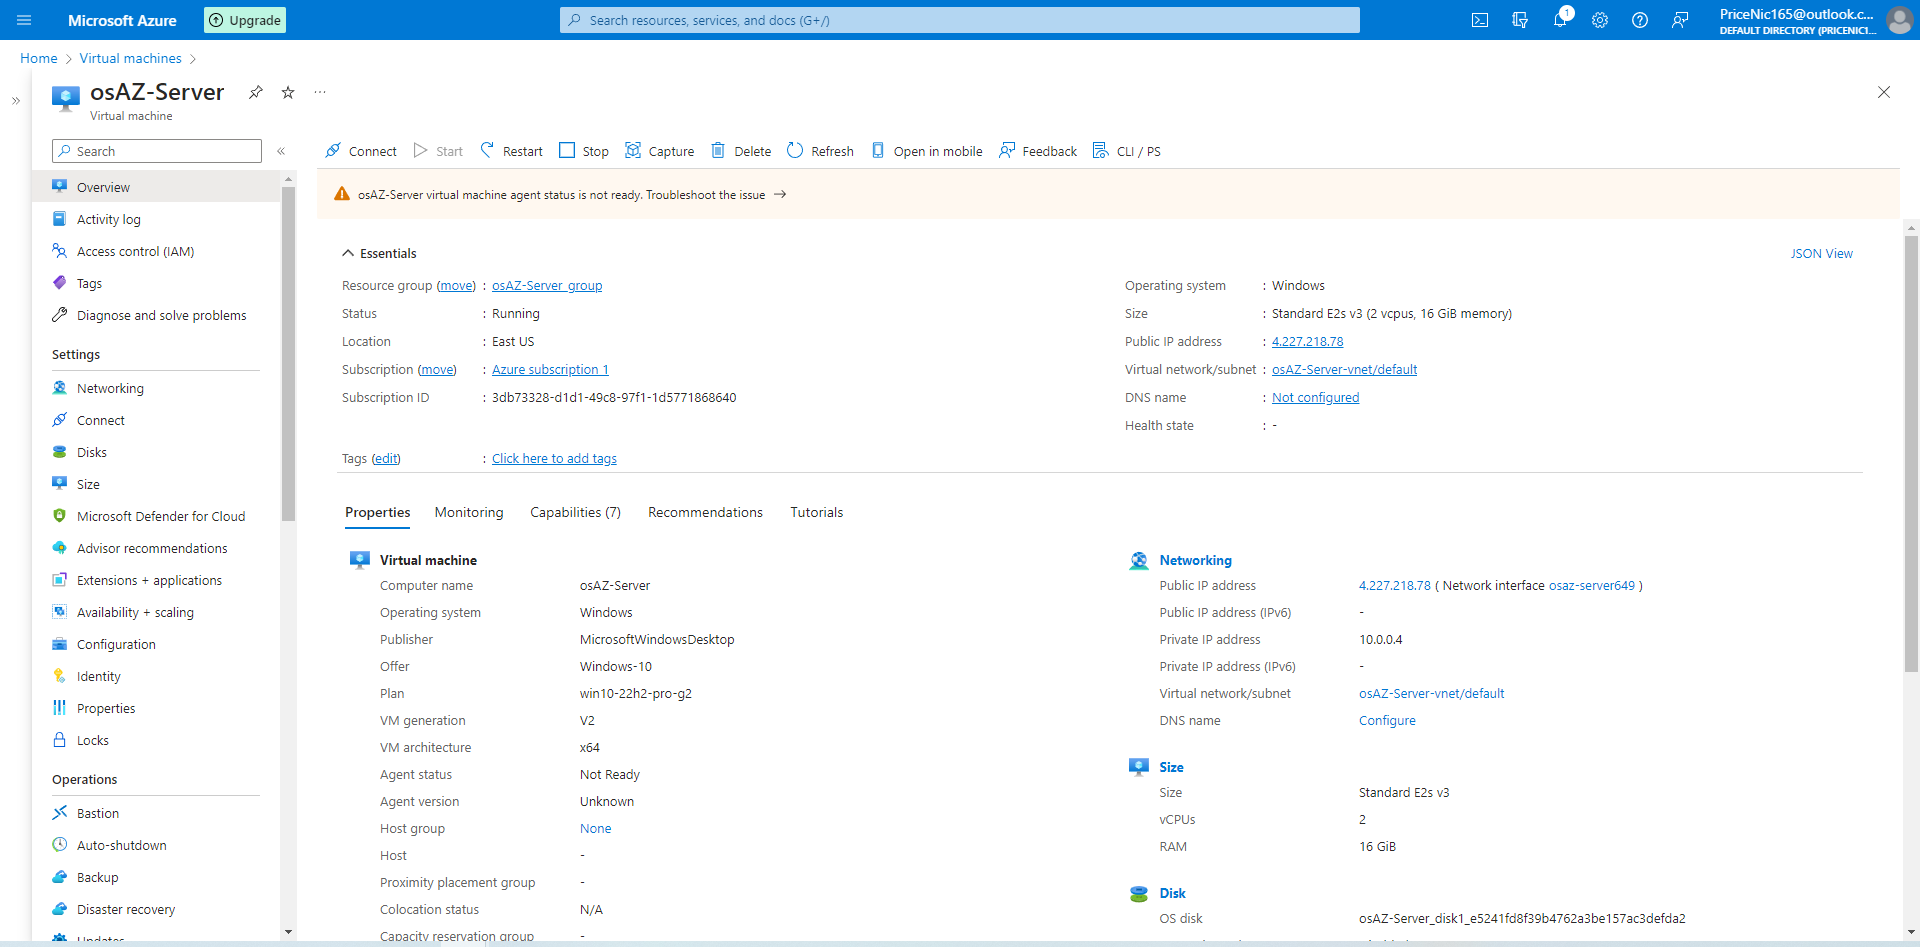 Microsoft Azure
Upgrade
Search resources, services, and docs (G+/)
1
PriceNic165@outlook.c...
DEFAULT DIRECTORY (PRICENIC1...
Home > Virtual machines >
osAZ-Server
Virtual machine
Search
Connect Start Restart Stop Capture Delete Refresh Open in mobile Feedback CLI / PS
osAZ-Server virtual machine agent status is not ready. Troubleshoot the issue →
Overview
Activity log
Access control (IAM)
Tags
Diagnose and solve problems
Settings
Networking
Connect
Disks
Size
Microsoft Defender for Cloud
Advisor recommendations
Extensions + applications
Availability + scaling
Configuration
Identity
Properties
Locks
Operations
Bastion
Auto-shutdown
Backup
Disaster recovery
Updates
Essentials
JSON View
Resource group (move) : osAZ-Server_group
Status : Running
Location : East US
Subscription (move) : Azure subscription 1
Subscription ID : 3db73328-d1d1-49c8-97f1-1d5771868640
Tags (edit) : Click here to add tags
Operating system : Windows
Size : Standard E2s v3 (2 vcpus, 16 GiB memory)
Public IP address : 4.227.218.78
Virtual network/subnet : osAZ-Server-vnet/default
DNS name : Not configured
Health state : -
Properties Monitoring Capabilities (7) Recommendations Tutorials
Virtual machine
Computer name osAZ-Server
Operating system Windows
Publisher MicrosoftWindowsDesktop
Offer Windows-10
Plan win10-22h2-pro-g2
VM generation V2
VM architecture x64
Agent status Not Ready
Agent version Unknown
Host group None
Host -
Proximity placement group -
Colocation status N/A
Capacity reservation group -
Networking
Public IP address 4.227.218.78 ( Network interface osaz-server649 )
Public IP address (IPv6) -
Private IP address 10.0.0.4
Private IP address (IPv6) -
Virtual network/subnet osAZ-Server-vnet/default
DNS name Configure
Size
Size Standard E2s v3
vCPUs 2
RAM 16 GiB
Disk
OS disk osAZ-Server_disk1_e5241fd8f39b4762a3be157ac3defda2